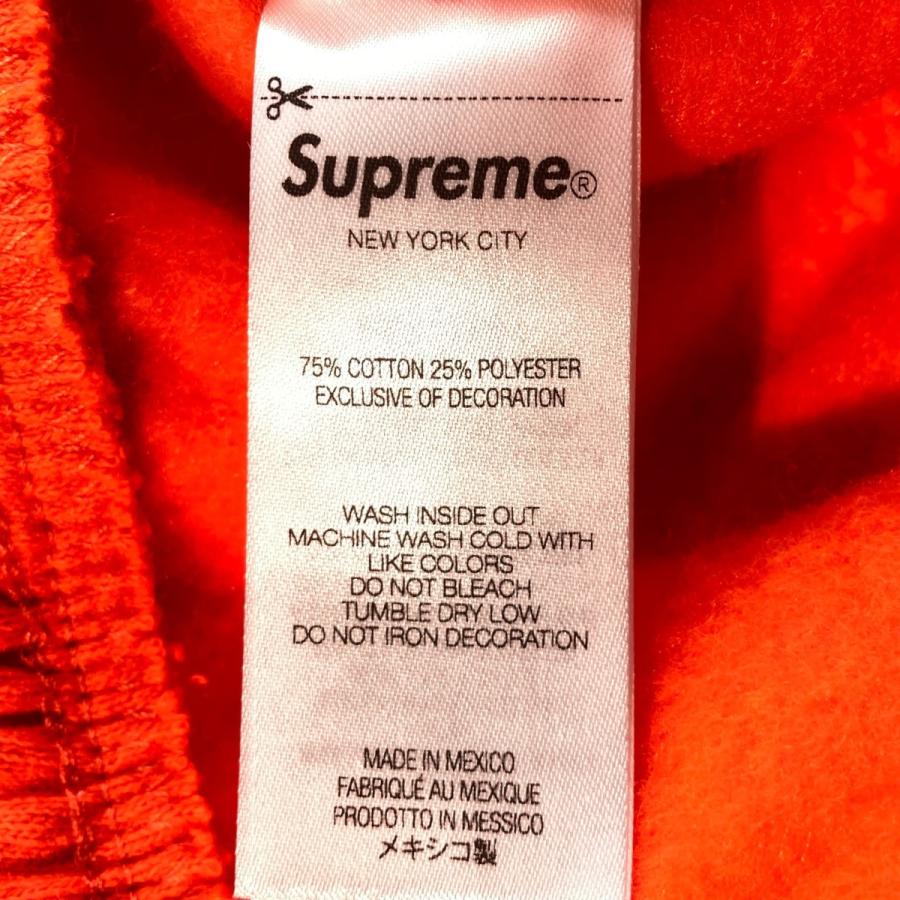 Supreme®
NEW YORK CITY
75% COTTON 25% POLYESTER
EXCLUSIVE OF DECORATION
WASH INSIDE OUT
MACHINE WASH COLD WITH
LIKE COLORS
DO NOT BLEACH
TUMBLE DRY LOW
DO NOT IRON DECORATION
MADE IN MEXICO
FABRIQUÉ AU MEXIQUE
PRODOTTO IN MESSICO
メキシコ製